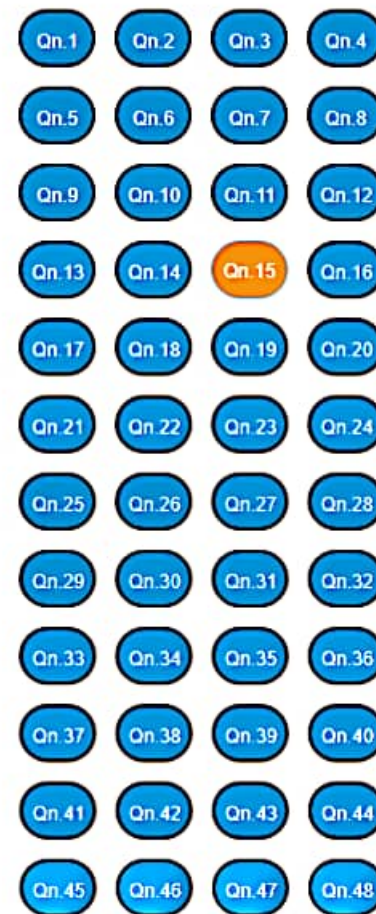 Qn.1 Qn.2 Qn.3 Qn.4
Qn.5 Qn.6 Qn.7 Qn.8
Qn.9 Qn.10 Qn.11 Qn.12
Qn.13 Qn.14 Qn.15 Qn.16
Qn.17 Qn.18 Qn.19 Qn.20
Qn.21 Qn.22 Qn.23 Qn.24
Qn.25 Qn.26 Qn.27 Qn.28
Qn.29 Qn.30 Qn.31 Qn.32
Qn.33 Qn.34 Qn.35 Qn.36
Qn.37 Qn.38 Qn.39 Qn.40
Qn.41 Qn.42 Qn.43 Qn.44
Qn.45 Qn.46 Qn.47 Qn.48